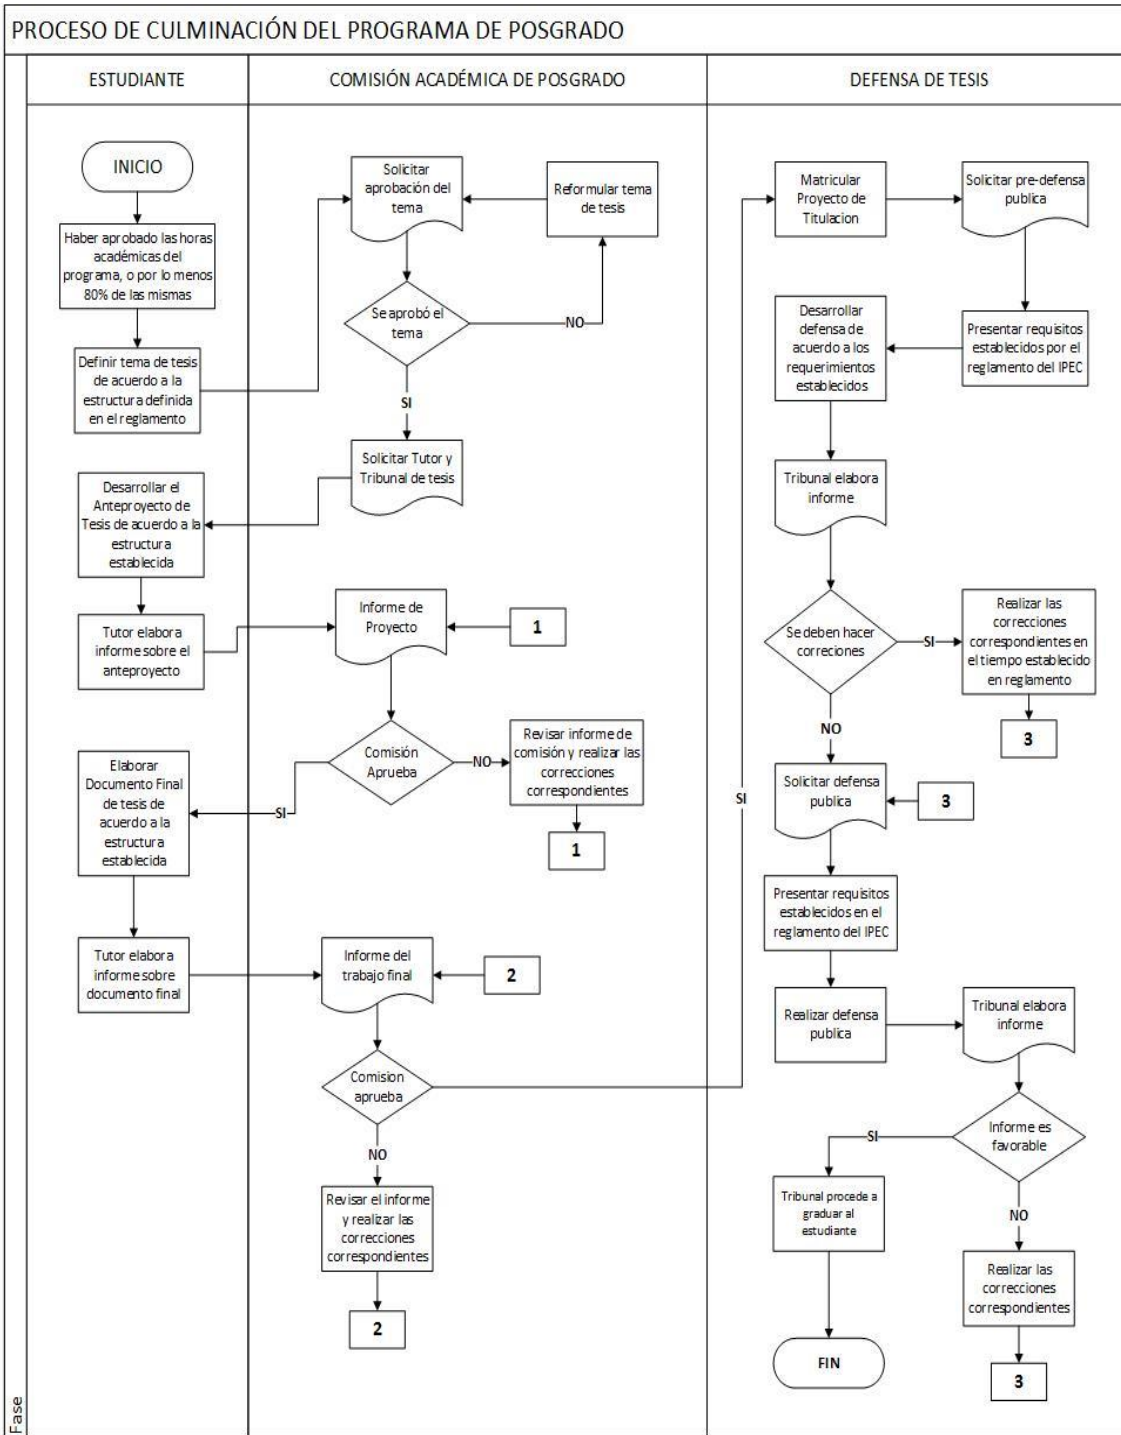 PROCESO DE CULMINACIÓN DEL PROGRAMA DE POSGRADO
Fase
ESTUDIANTE
INICIO
Haber aprobado las horas
académicas del
programa, o por lo menos
80% de las mismas
Definir tema de tesis
de acuerdo a la
estructura definida
en el reglamento
Desarrollar el
Anteproyecto de
Tesis de acuerdo a la
estructura
establecida
Tutor elabora
informe sobre el
anteproyecto
Elaborar
Documento Final
de tesis de
acuerdo a la
estructura
establecida
Tutor elabora
informe sobre
documento final
COMISIÓN ACADÉMICA DE POSGRADO
Solicitar
aprobación del
tema
Reformular tema
de tesis
Se aprobó el
tema
NO
SI
Solicitar Tutor y
Tribunal de tesis
Informe de
Proyecto
1
Comisión
Aprueba
NO
SI
Revisar informe de
comisión y realizar las
correcciones
correspondientes
1
Informe del
trabajo final
2
Comision
aprueba
NO
Revisar el informe
y realizar las
correcciones
correspondientes
2
SI
DEFENSA DE TESIS
Matricular
Proyecto de
Titulacion
Solicitar pre-defensa
publica
Presentar requisitos
establecidos por el
reglamento del IPEC
Desarrollar
defensa de
acuerdo a los
requerimientos
establecidos
Tribunal elabora
informe
Se deben hacer
correciones
SI
Realizar las
correcciones
correspondientes en
el tiempo establecido
en reglamento
3
NO
Solicitar defensa
publica
3
Presentar requisitos
establecidos en el
reglamento del IPEC
Realizar defensa
publica
Tribunal elabora
informe
Informe es
favorable
SI
Tribunal procede a
graduar al
estudiante
FIN
NO
Realizar las
correcciones
correspondientes
3